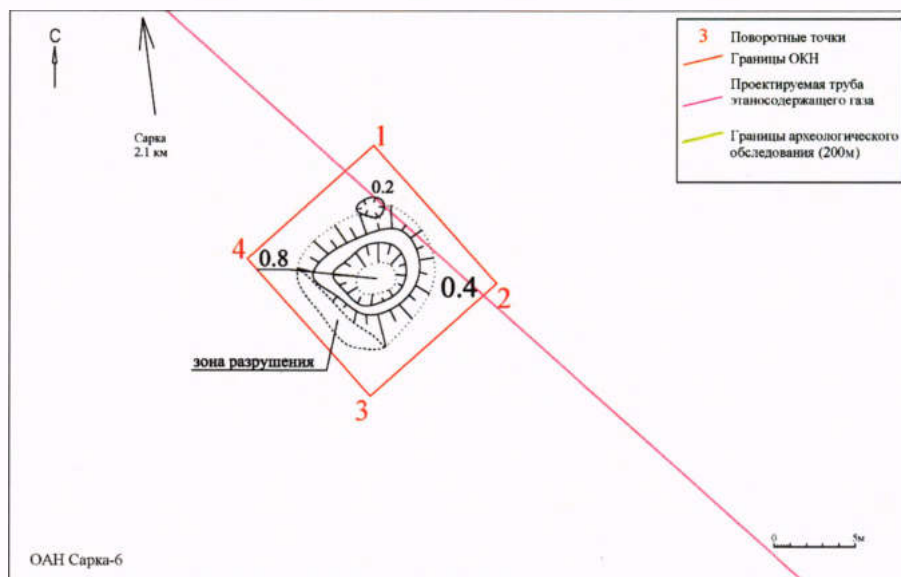 С
Сарка
2.1 км
3 Поворотные точки
Границы ОКН
Проектируемая труба
этаносодержащего газа
Границы археологического
обследования (200м)
1
0.2
4
0.8
0.4
2
зона разрушения
3
0 5м
ОАН Сарка-6